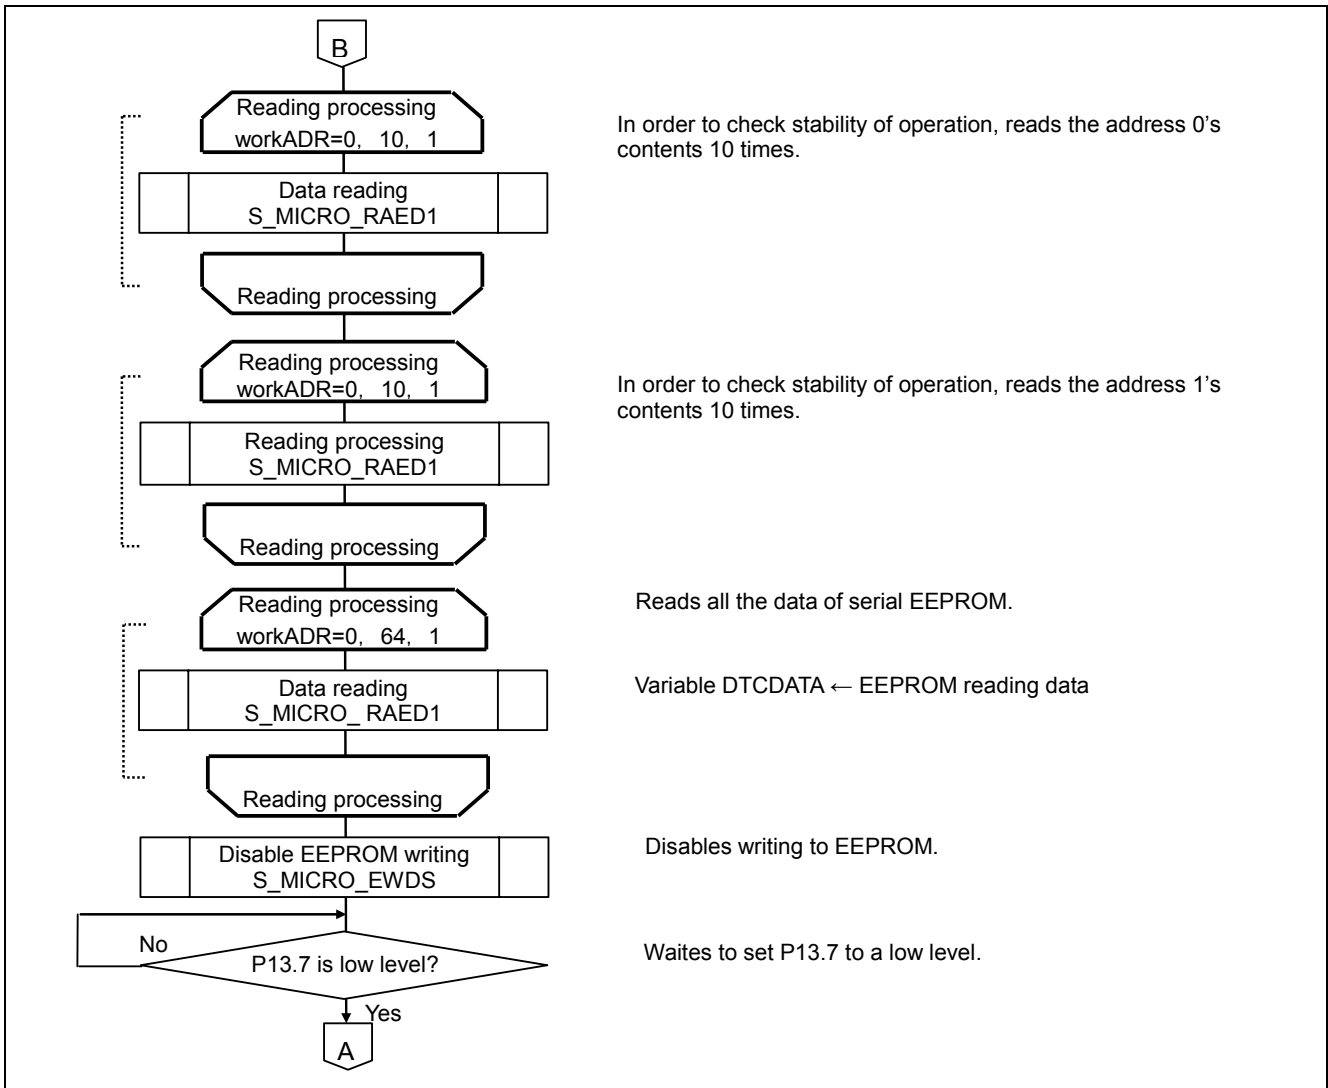 B
Reading processing
workADR=0, 10, 1
In order to check stability of operation, reads the address 0's
contents 10 times.
Data reading
S_MICRO_RAED1
Reading processing
Reading processing
workADR=0, 10, 1
In order to check stability of operation, reads the address 1's
contents 10 times.
Reading processing
S_MICRO_RAED1
Reading processing
Reading processing
workADR=0, 64, 1
Reads all the data of serial EEPROM.
Data reading
S_MICRO_ RAED1
Variable DTCDATA ← EEPROM reading data
Reading processing
Disable EEPROM writing
S_MICRO_EWDS
Disables writing to EEPROM.
No
P13.7 is low level?
Waites to set P13.7 to a low level.
Yes
A